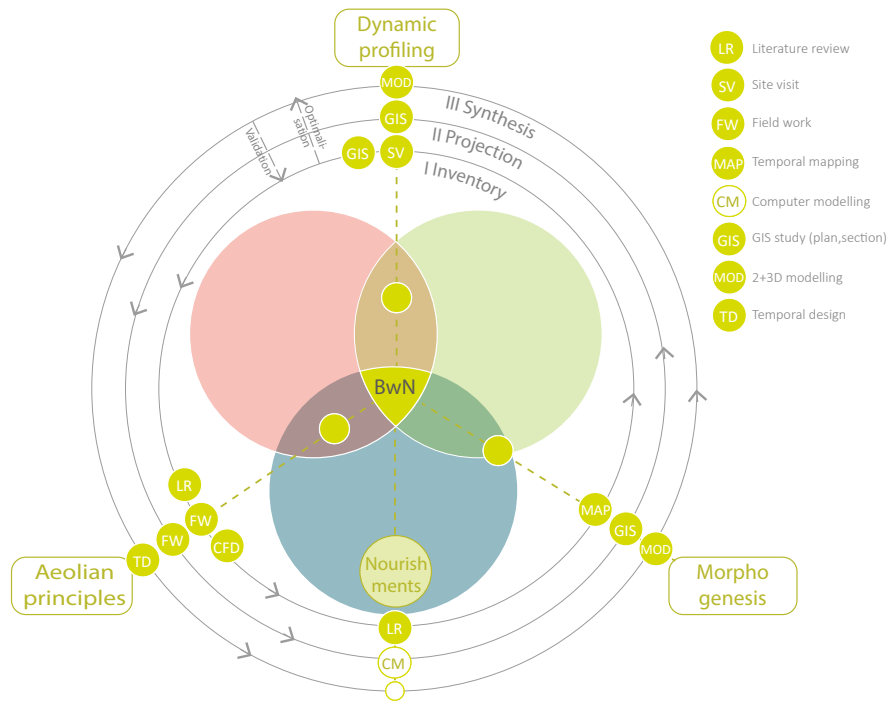 Dynamic
profiling
MOD
GIS
GIS
SV
III Synthesis
II Projection
I Inventory
Optimali-
sation
Validation
LR Literature review
SV Site visit
FW Field work
MAP Temporal mapping
CM Computer modelling
GIS GIS study (plan,section)
MOD 2+3D modelling
TD Temporal design
BwN
LR
FW
FW
CFD
TD
Aeolian
principles
Nourish
ments
LR
CM
MAP
GIS
MOD
Morpho
genesis